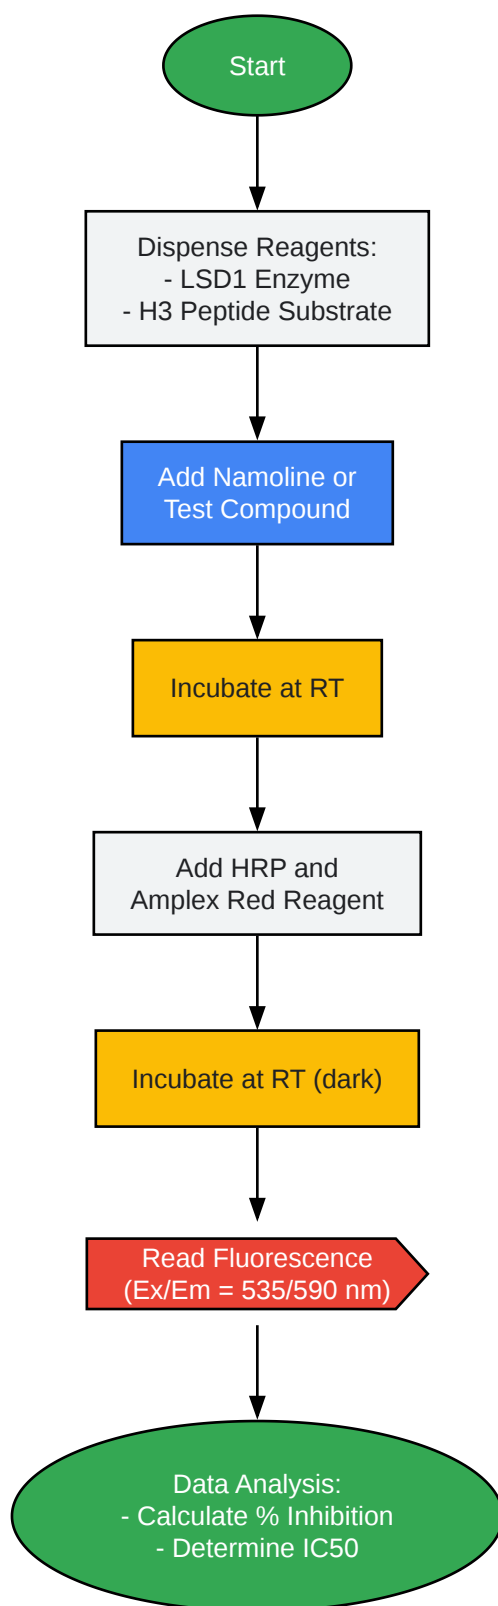 Start
Dispense Reagents:
- LSD1 Enzyme
- H3 Peptide Substrate
Add Namoline or
Test Compound
Incubate at RT
Add HRP and
Amplex Red Reagent
Incubate at RT (dark)
Read Fluorescence
(Ex/Em = 535/590 nm)
Data Analysis:
- Calculate % Inhibition
- Determine IC50